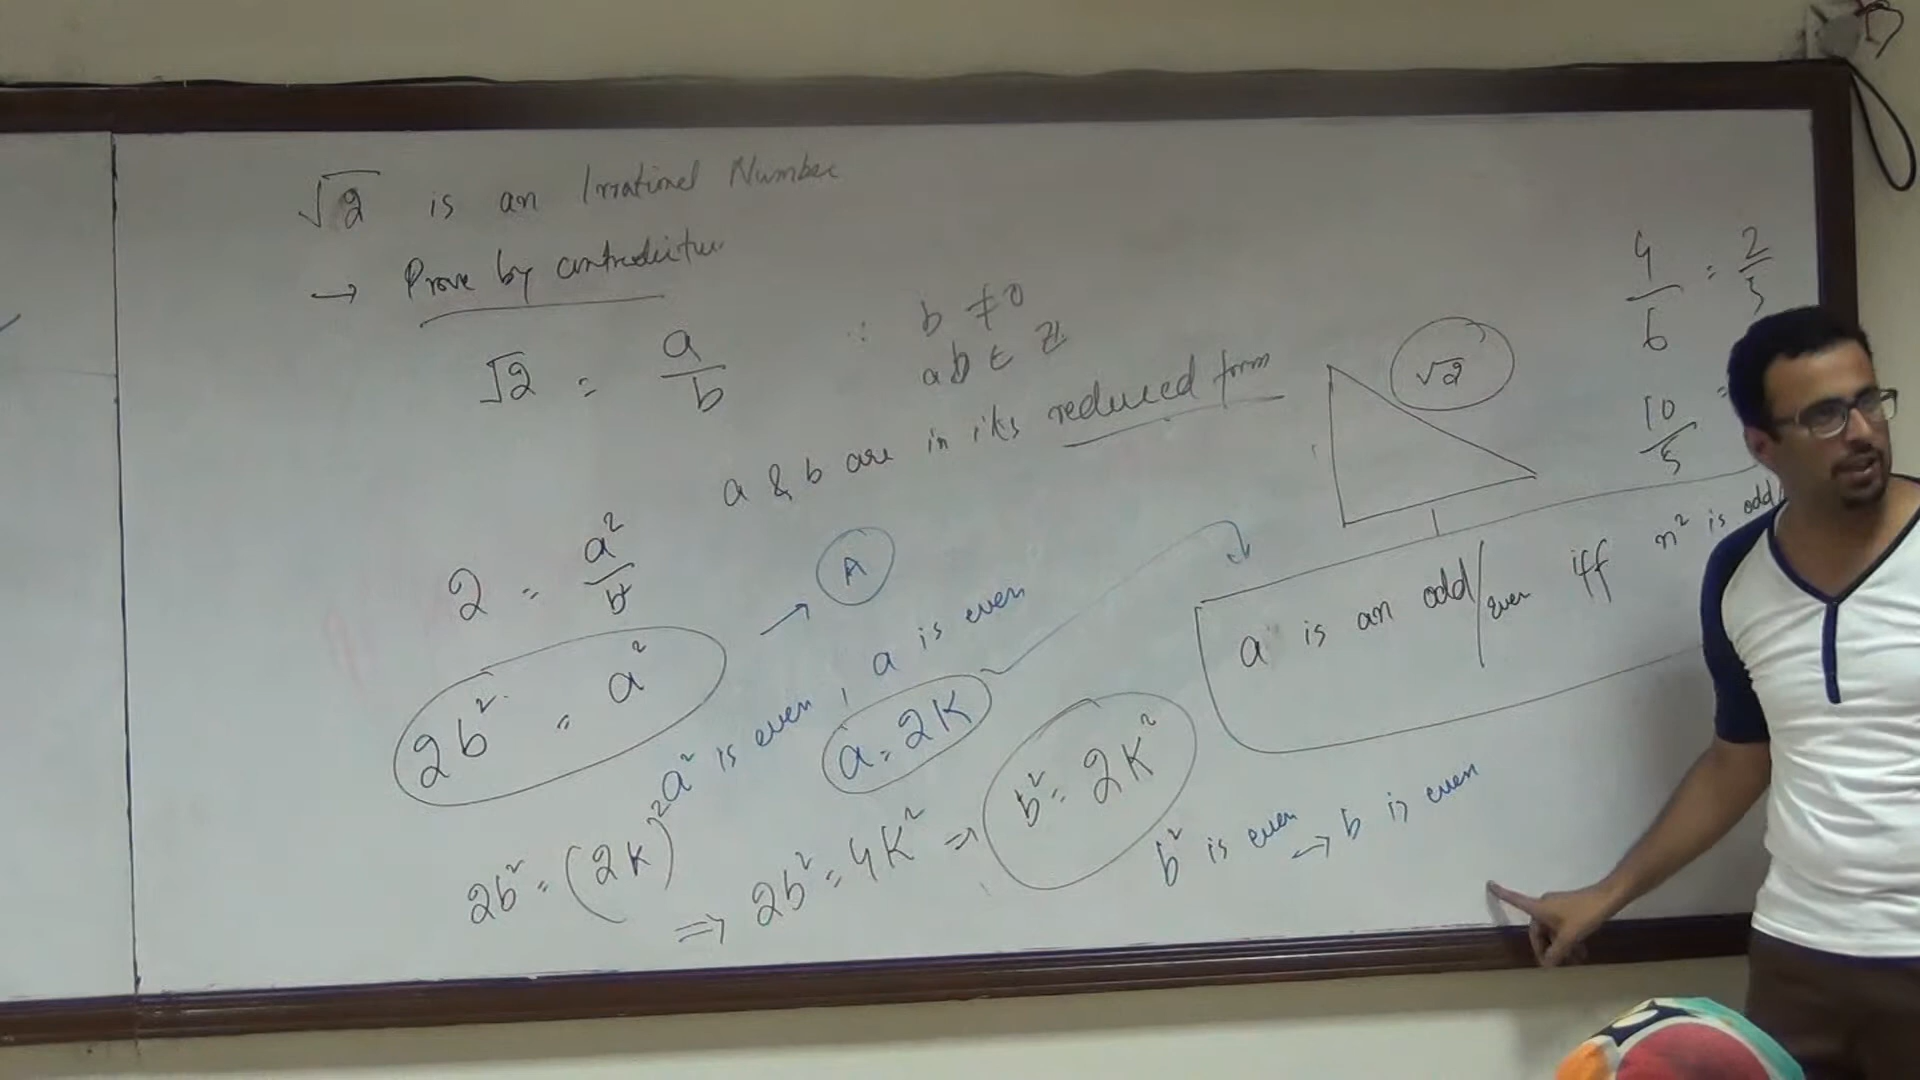 √2 is an Irrational Number
→ Prove by contradiction
√2 = a/b ∵ b ≠ 0
a b ∈ Z
a & b are in its reduced form
√2
1
4/6 = 2/3
10/5 =
2 = a²/b²
2b² = a² → A
a² is even, a is even
a = 2K
a is an odd/even iff n² is odd
2b² = (2K)² ⇒ 2b² = 4K² ⇒ b² = 2K²
b² is even → b is even